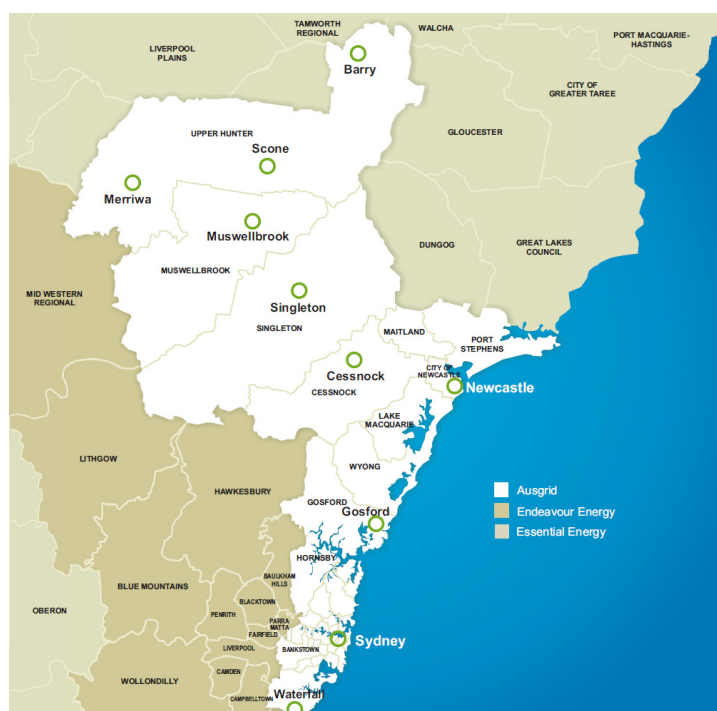 TAMWORTH
REGIONAL
WALCHA
PORT MACQUARIE-
HASTINGS
LIVERPOOL
PLAINS
Barry
CITY OF
GREATER TAREE
UPPER HUNTER
GLOUCESTER
Scone
Merriwa
Muswellbrook
DUNGOG
GREAT LAKES
COUNCIL
MUSWELLBROOK
MID WESTERN
REGIONAL
Singleton
SINGLETON
MAITLAND
PORT
STEPHENS
Cessnock
CITY OF
NEWCASTLE
Newcastle
CESSNOCK
LAKE
MACQUARIE
LITHGOW
WYONG
HAWKESBURY
Ausgrid
GOSFORD
Gosford
Endeavour Energy
Essential Energy
HORNSBY
BAULKHAM
HILLS
BLUE MOUNTAINS
BLACKTOWN
OBERON
PENRITH
PARRA
MATTA
FAIRFIELD
Sydney
LIVERPOOL
BANKSTOWN
CAMDEN
WOLLONDILLY
CAMPBELLTOWN
Waterfall